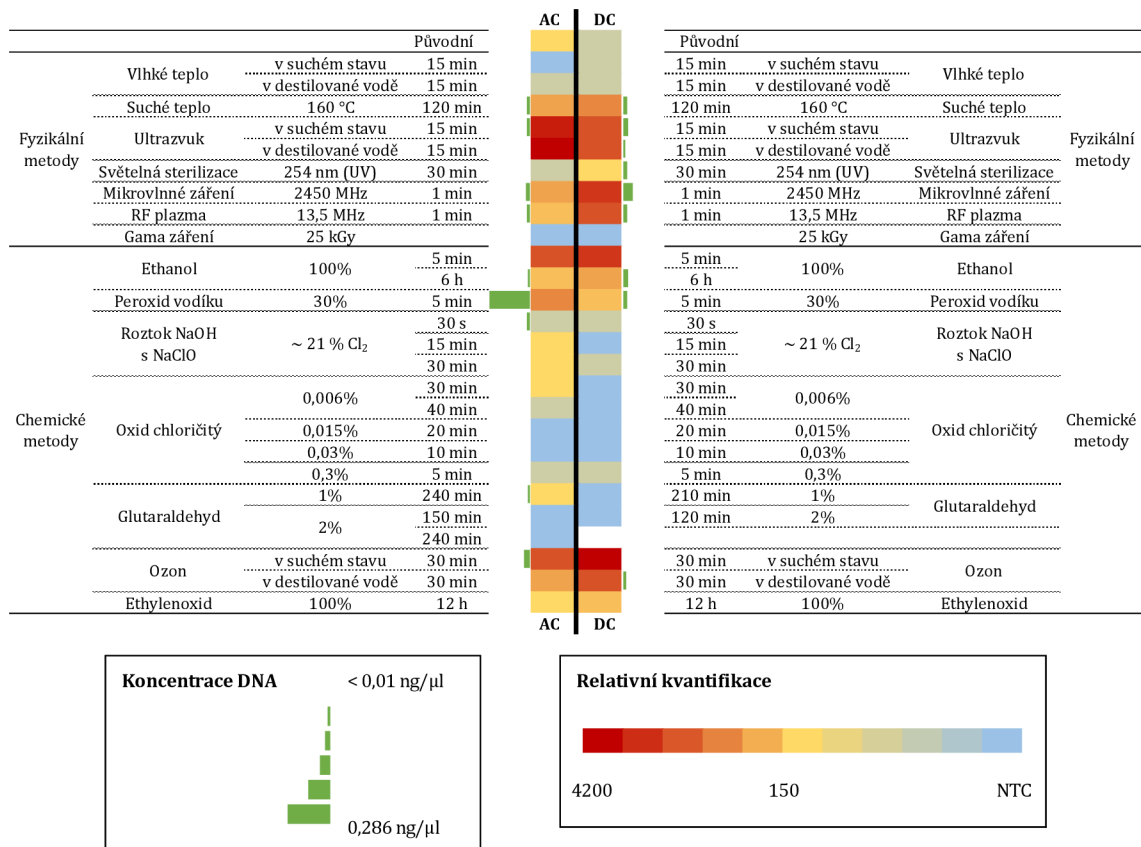 AC DC
Původní Původní
Vlhké teplo v suchém stavu 15 min 15 min v suchém stavu Vlhké teplo
v destilované vodě 15 min 15 min v destilované vodě
Suché teplo 160 °C 120 min 120 min 160 °C Suché teplo
Fyzikální metody Ultrazvuk v suchém stavu 15 min 15 min v suchém stavu Ultrazvuk Fyzikální metody
v destilované vodě 15 min 15 min v destilované vodě
Světelná sterilizace 254 nm (UV) 30 min 30 min 254 nm (UV) Světelná sterilizace
Mikrovlnné záření 2450 MHz 1 min 1 min 2450 MHz Mikrovlnné záření
RF plazma 13,5 MHz 1 min 1 min 13,5 MHz RF plazma
Gama záření 25 kGy 25 kGy Gama záření
Ethanol 100% 5 min 5 min 100% Ethanol
6 h 6 h
Peroxid vodíku 30% 5 min 5 min 30% Peroxid vodíku
Roztok NaOH s NaClO ~ 21 % Cl₂ 30 s 30 s ~ 21 % Cl₂ Roztok NaOH s NaClO
15 min 15 min
30 min 30 min
0,006% 30 min 30 min 0,006%
40 min 40 min
Chemické metody Oxid chloričitý 0,015% 20 min 20 min 0,015% Oxid chloričitý Chemické metody
0,03% 10 min 10 min 0,03%
0,3% 5 min 5 min 0,3%
Glutaraldehyd 1% 240 min 210 min 1% Glutaraldehyd
2% 150 min 120 min 2%
240 min
Ozon v suchém stavu 30 min 30 min v suchém stavu Ozon
v destilované vodě 30 min 30 min v destilované vodě
Ethylenoxid 100% 12 h 12 h 100% Ethylenoxid
AC DC
Koncentrace DNA < 0,01 ng/μl
0,286 ng/μl
Relativní kvantifikace
4200 150 NTC